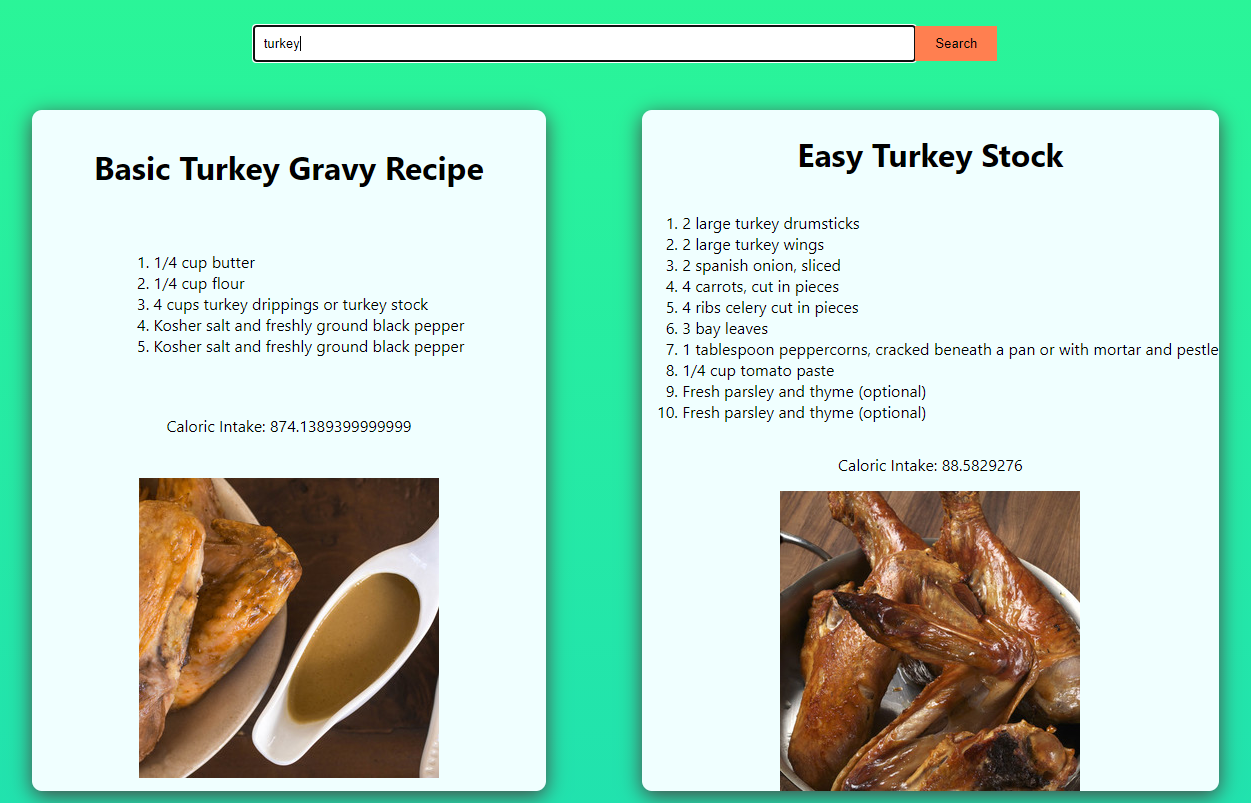 turkey
Search
Basic Turkey Gravy Recipe
1. 1/4 cup butter
2. 1/4 cup flour
3. 4 cups turkey drippings or turkey stock
4. Kosher salt and freshly ground black pepper
5. Kosher salt and freshly ground black pepper
Caloric Intake: 874.1389399999999
Easy Turkey Stock
1. 2 large turkey drumsticks
2. 2 large turkey wings
3. 2 spanish onion, sliced
4. 4 carrots, cut in pieces
5. 4 ribs celery cut in pieces
6. 3 bay leaves
7. 1 tablespoon peppercorns, cracked beneath a pan or with mortar and pestle
8. 1/4 cup tomato paste
9. Fresh parsley and thyme (optional)
10. Fresh parsley and thyme (optional)
Caloric Intake: 88.5829276